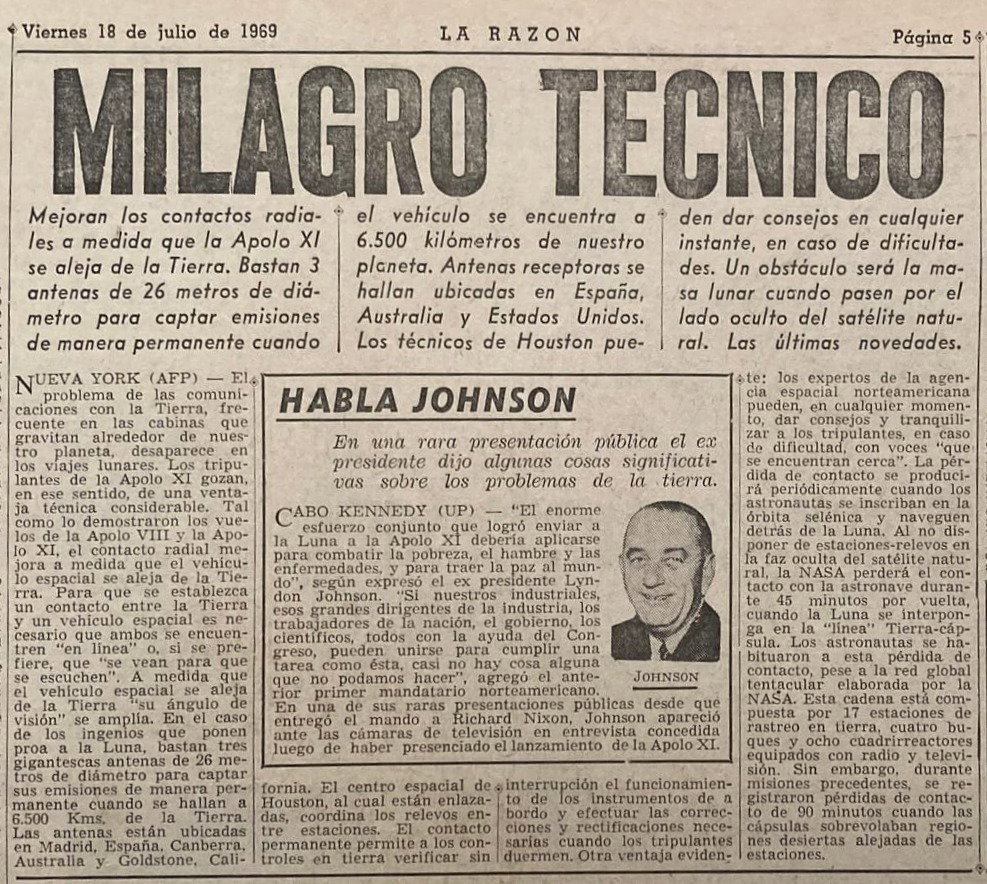 Viernes 18 de julio de 1969
LA RAZON
Página 5
MILAGRO TECNICO
Mejoran los contactos radia-
les a medida que la Apolo XI
se aleja de la Tierra. Bastan 3
antenas de 26 metros de diá-
metro para captar emisiones
de manera permanente cuando
el vehículo se encuentra a
6.500 kilómetros de nuestro
planeta. Antenas receptoras se
hallan ubicadas en España,
Australia y Estados Unidos.
Los técnicos de Houston pue-
den dar consejos en cualquier
instante, en caso de dificulta-
des. Un obstáculo será la ma-
sa lunar cuando pasen por el
lado oculto del satélite natu-
ral. Las últimas novedades.
NUEVA YORK (AFP) — El
problema de las comuni-
caciones con la Tierra, fre-
cuente en las cabinas que
gravitan alrededor de nues-
tro planeta, desaparece en
los viajes lunares. Los tripu-
lantes de la Apolo XI gozan,
en ese sentido, de una venta-
ja técnica considerable. Tal
como lo demostraron los vue-
los de la Apolo VIII y la Apo-
lo XI, el contacto radial me-
jora a medida que el vehícu-
lo espacial se aleja de la Tie-
rra. Para que se establezca
un contacto entre la Tierra
y un vehículo espacial es ne-
cesario que ambos se encuen-
tren "en línea" o, si se pre-
fiere, que "se vean para que
se escuchen". A medida que
el vehículo espacial se aleja
de la Tierra "su ángulo de
visión" se amplía. En el caso
de los ingenios que ponen
proa a la Luna, bastan tres
gigantescas antenas de 26 me-
tros de diámetro para captar
sus emisiones de manera per-
manente cuando se hallan a
6.500 Kms. de la Tierra.
Las antenas están ubicadas
en Madrid, España, Canberra,
Australia y Goldstone, Cali-
HABLA JOHNSON
En una rara presentación pública el ex
presidente dijo algunas cosas significati-
vas sobre los problemas de la tierra.
CABO KENNEDY (UP) — "El enorme
esfuerzo conjunto que logró enviar a
la Luna a la Apolo XI debería aplicarse
para combatir la pobreza, el hambre y las
enfermedades, y para traer la paz al mun-
do", según expresó el ex presidente Lyn-
don Johnson. "Si nuestros industriales,
esos grandes dirigentes de la industria, los
trabajadores de la nación, el gobierno, los
científicos, todos con la ayuda del Con-
greso, pueden unirse para cumplir una
tarea como ésta, casi no hay cosa alguna
que no podamos hacer", agregó el ante-
rior primer mandatario norteamericano.
En una de sus raras presentaciones públicas desde que
entregó el mando a Richard Nixon, Johnson apareció
ante las cámaras de televisión en entrevista concedida
luego de haber presenciado el lanzamiento de la Apolo XI.
JOHNSON
fornia. El centro espacial de
Houston, al cual están enlaza-
das, coordina los relevos en-
tre estaciones. El contacto
permanente permite a los con-
troles en tierra verificar sin
interrupción el funcionamien-
to de los instrumentos de a
bordo y efectuar las correc-
ciones y rectificaciones nece-
sarias cuando los tripulantes
duermen. Otra ventaja eviden-
te: los expertos de la agen-
cia espacial norteamericana
pueden, en cualquier momen-
to, dar consejos y tranquili-
zar a los tripulantes, en caso
de dificultad, con voces "que
se encuentran cerca". La pér-
dida de contacto se produci-
rá periódicamente cuando los
astronautas se inscriban en la
órbita selénica y naveguen
detrás de la Luna. Al no dis-
poner de estaciones-relevos en
la faz oculta del satélite natu-
ral, la NASA perderá el con-
tacto con la astronave duran-
te 45 minutos por vuelta,
cuando la Luna se interpon-
ga en la "línea" Tierra-cáp-
sula. Los astronautas se ha-
bituaron a esta pérdida de
contacto, pese a la red global
tentacular elaborada por la
NASA. Esta cadena está com-
puesta por 17 estaciones de
rastreo en tierra, cuatro bu-
ques y ocho cuadrirreactores
equipados con radio y televi-
sión. Sin embargo, durante
misiones precedentes, se re-
gistraron pérdidas de contac-
to de 90 minutos cuando las
cápsulas sobrevolaban regio-
nes desiertas alejadas de las
estaciones.